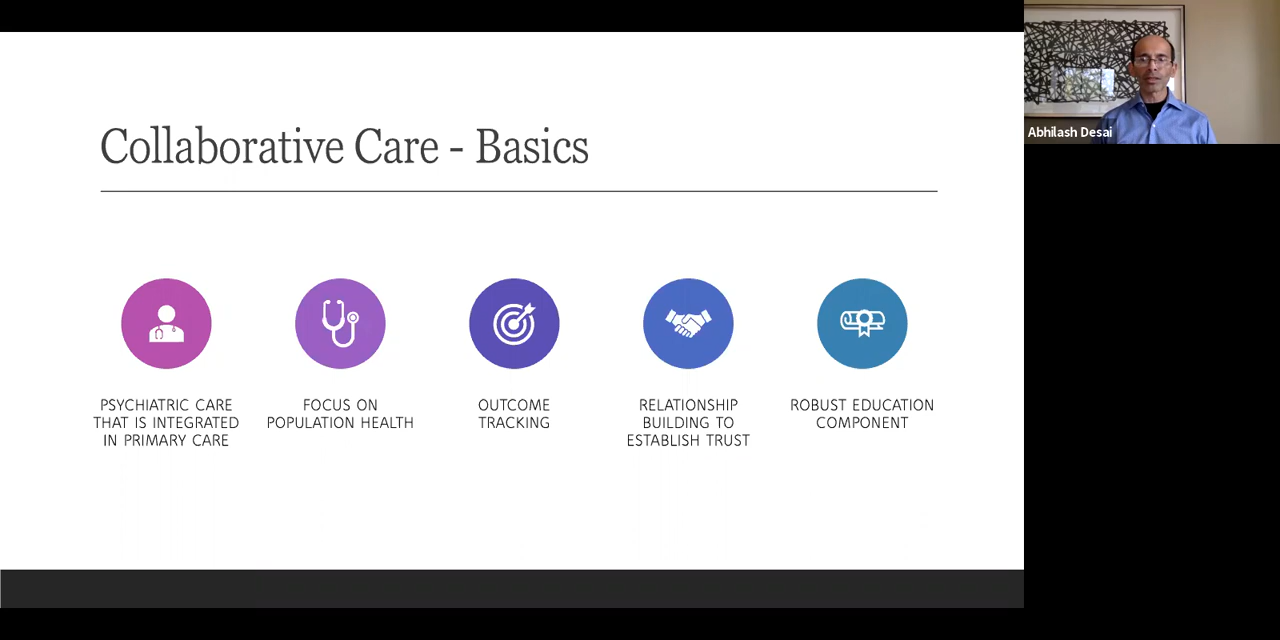 Collaborative Care - Basics
PSYCHIATRIC CARE
THAT IS INTEGRATED
IN PRIMARY CARE
FOCUS ON
POPULATION HEALTH
OUTCOME
TRACKING
RELATIONSHIP
BUILDING TO
ESTABLISH TRUST
ROBUST EDUCATION
COMPONENT
Abhilash Desai